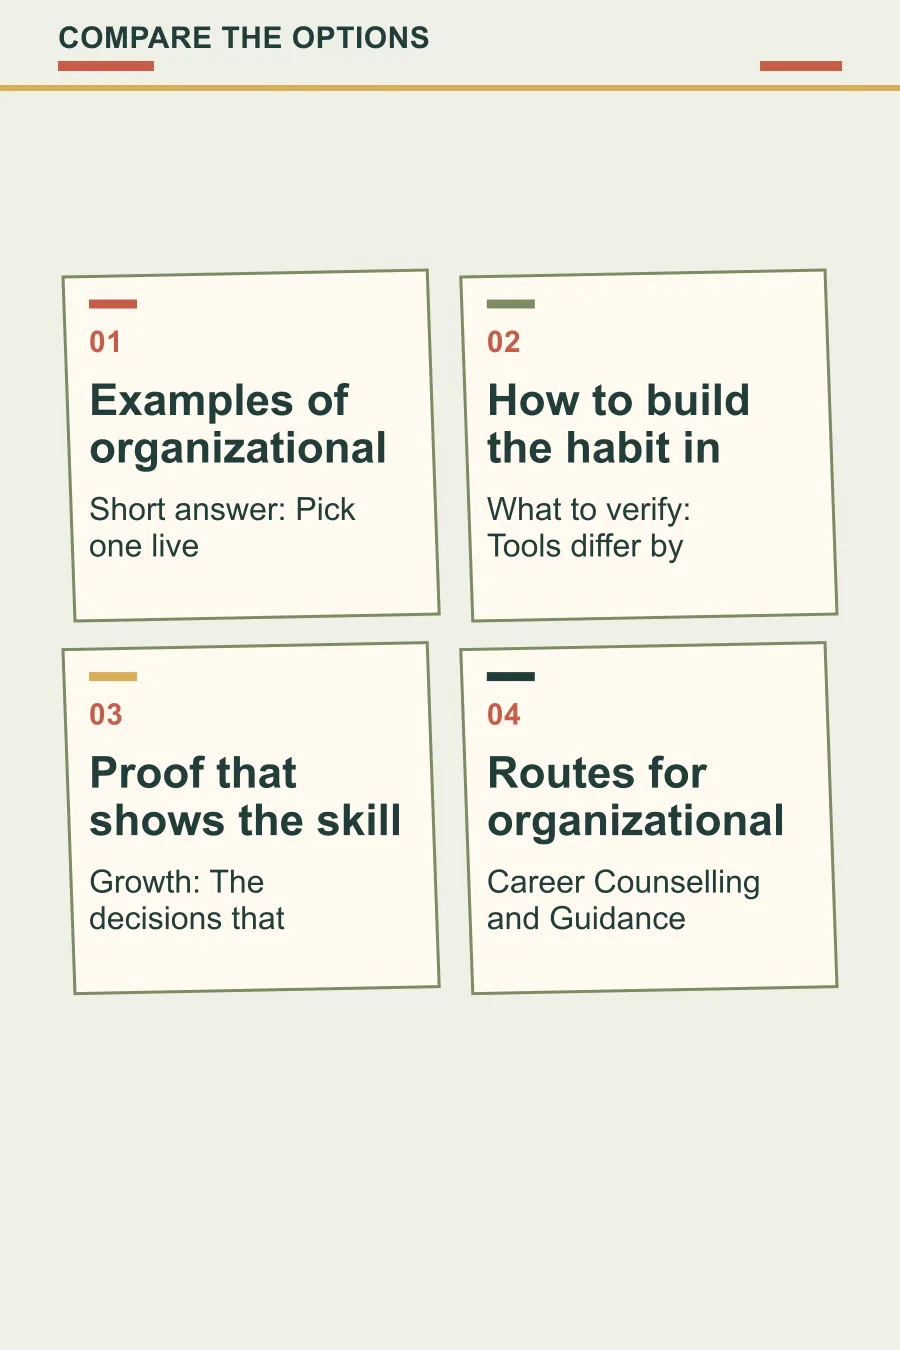 COMPARE THE OPTIONS
01
Examples of
organizational
Short answer: Pick
one live
02
How to build
the habit in
What to verify:
Tools differ by
03
Proof that
shows the skill
Growth: The
decisions that
04
Routes for
organizational
Career Counselling
and Guidance